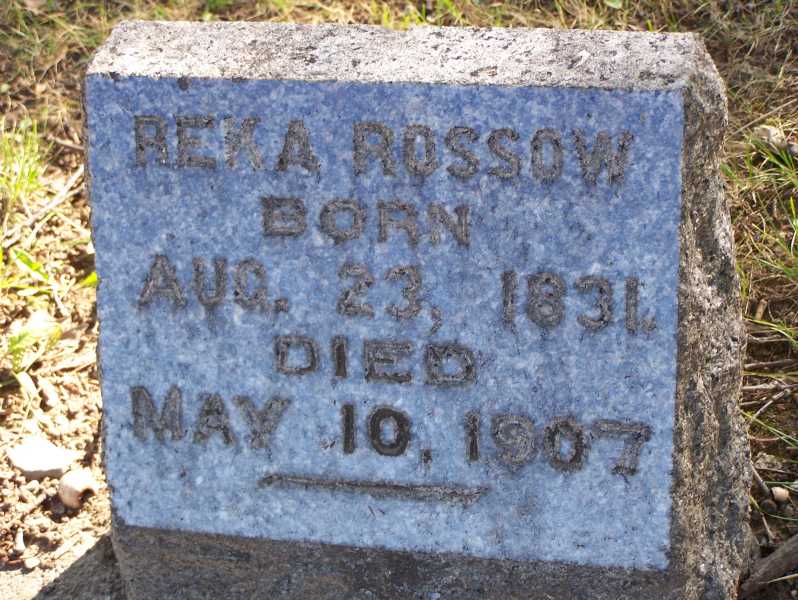 REKA ROSSOW
BORN
AUG. 23, 1831.
DIED
MAY 10, 1907